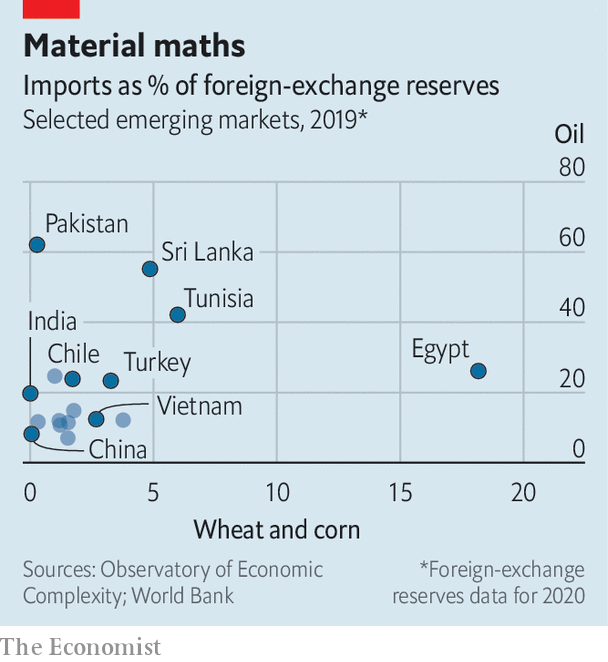 Material maths
Imports as % of foreign-exchange reserves
Selected emerging markets, 2019*
Oil
80
Pakistan
60
Sri Lanka
Tunisia
40
India
Chile
Turkey
Egypt
20
Vietnam
China
0
0 5 10 15 20
Wheat and corn
Sources: Observatory of Economic
Complexity; World Bank
*Foreign-exchange
reserves data for 2020
The Economist